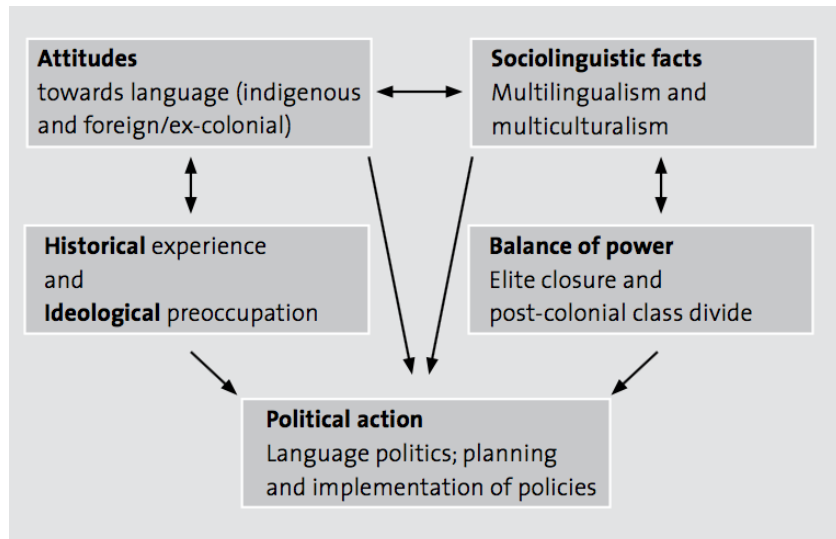 Attitudes
towards language (indigenous
and foreign/ex-colonial)
Sociolinguistic facts
Multilingualism and
multiculturalism
Historical experience
and
Ideological preoccupation
Balance of power
Elite closure and
post-colonial class divide
Political action
Language politics; planning
and implementation of policies